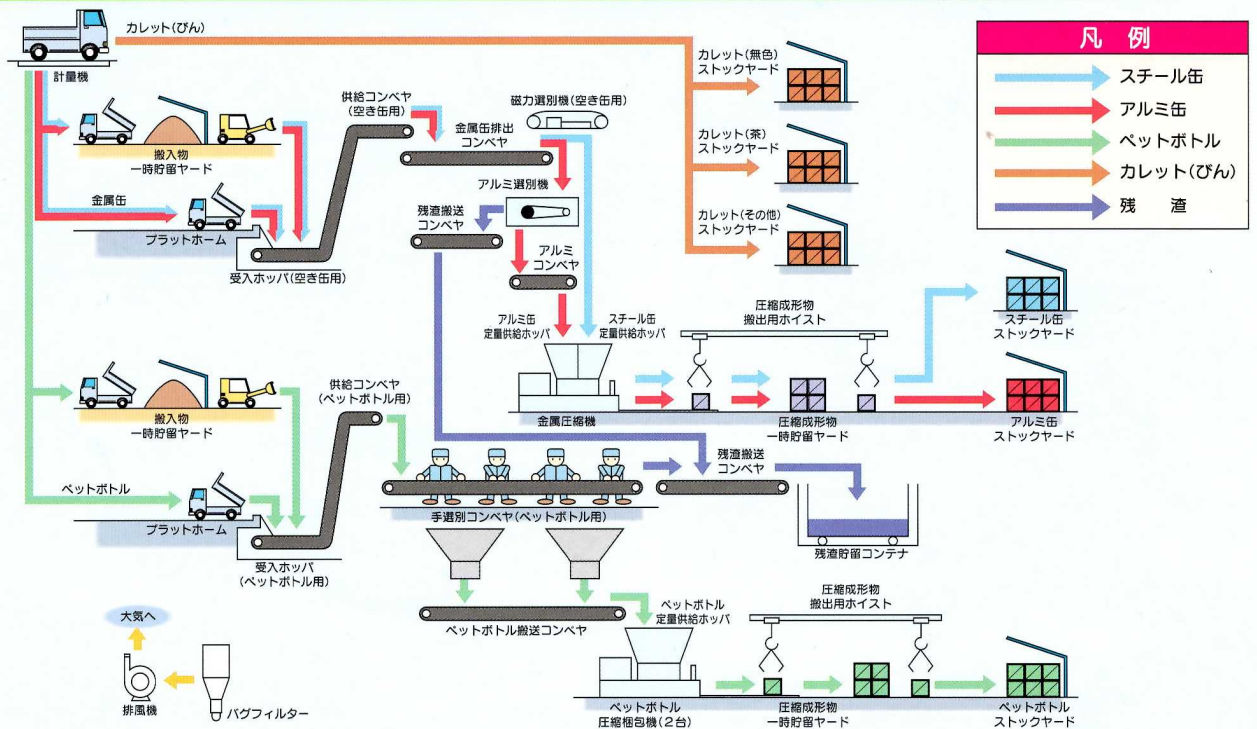 カレット(びん)
計量機
搬入物
一時貯留ヤード
金属缶
プラットホーム
受入ホッパ(空き缶用)
供給コンベヤ
(空き缶用)
金属缶排出
コンベヤ
磁力選別機(空き缶用)
アルミ選別機
残渣搬送
コンベヤ
アルミ
コンベヤ
アルミ缶
定量供給ホッパ
スチール缶
定量供給ホッパ
金属圧縮機
圧縮成形物
搬出用ホイスト
圧縮成形物
一時貯留ヤード
カレット(無色)
ストックヤード
カレット(茶)
ストックヤード
カレット(その他)
ストックヤード
スチール缶
ストックヤード
アルミ缶
ストックヤード
凡 例
スチール缶
アルミ缶
ペットボトル
カレット(びん)
残 渣
搬入物
一時貯留ヤード
ペットボトル
プラットホーム
受入ホッパ
(ペットボトル用)
供給コンベヤ
(ペットボトル用)
手選別コンベヤ(ペットボトル用)
残渣搬送
コンベヤ
残渣貯留コンテナ
ペットボトル搬送コンベヤ
ペットボトル
定量供給ホッパ
ペットボトル
圧縮梱包機(2台)
圧縮成形物
搬出用ホイスト
圧縮成形物
一時貯留ヤード
ペットボトル
ストックヤード
大気へ
排風機
バグフィルター